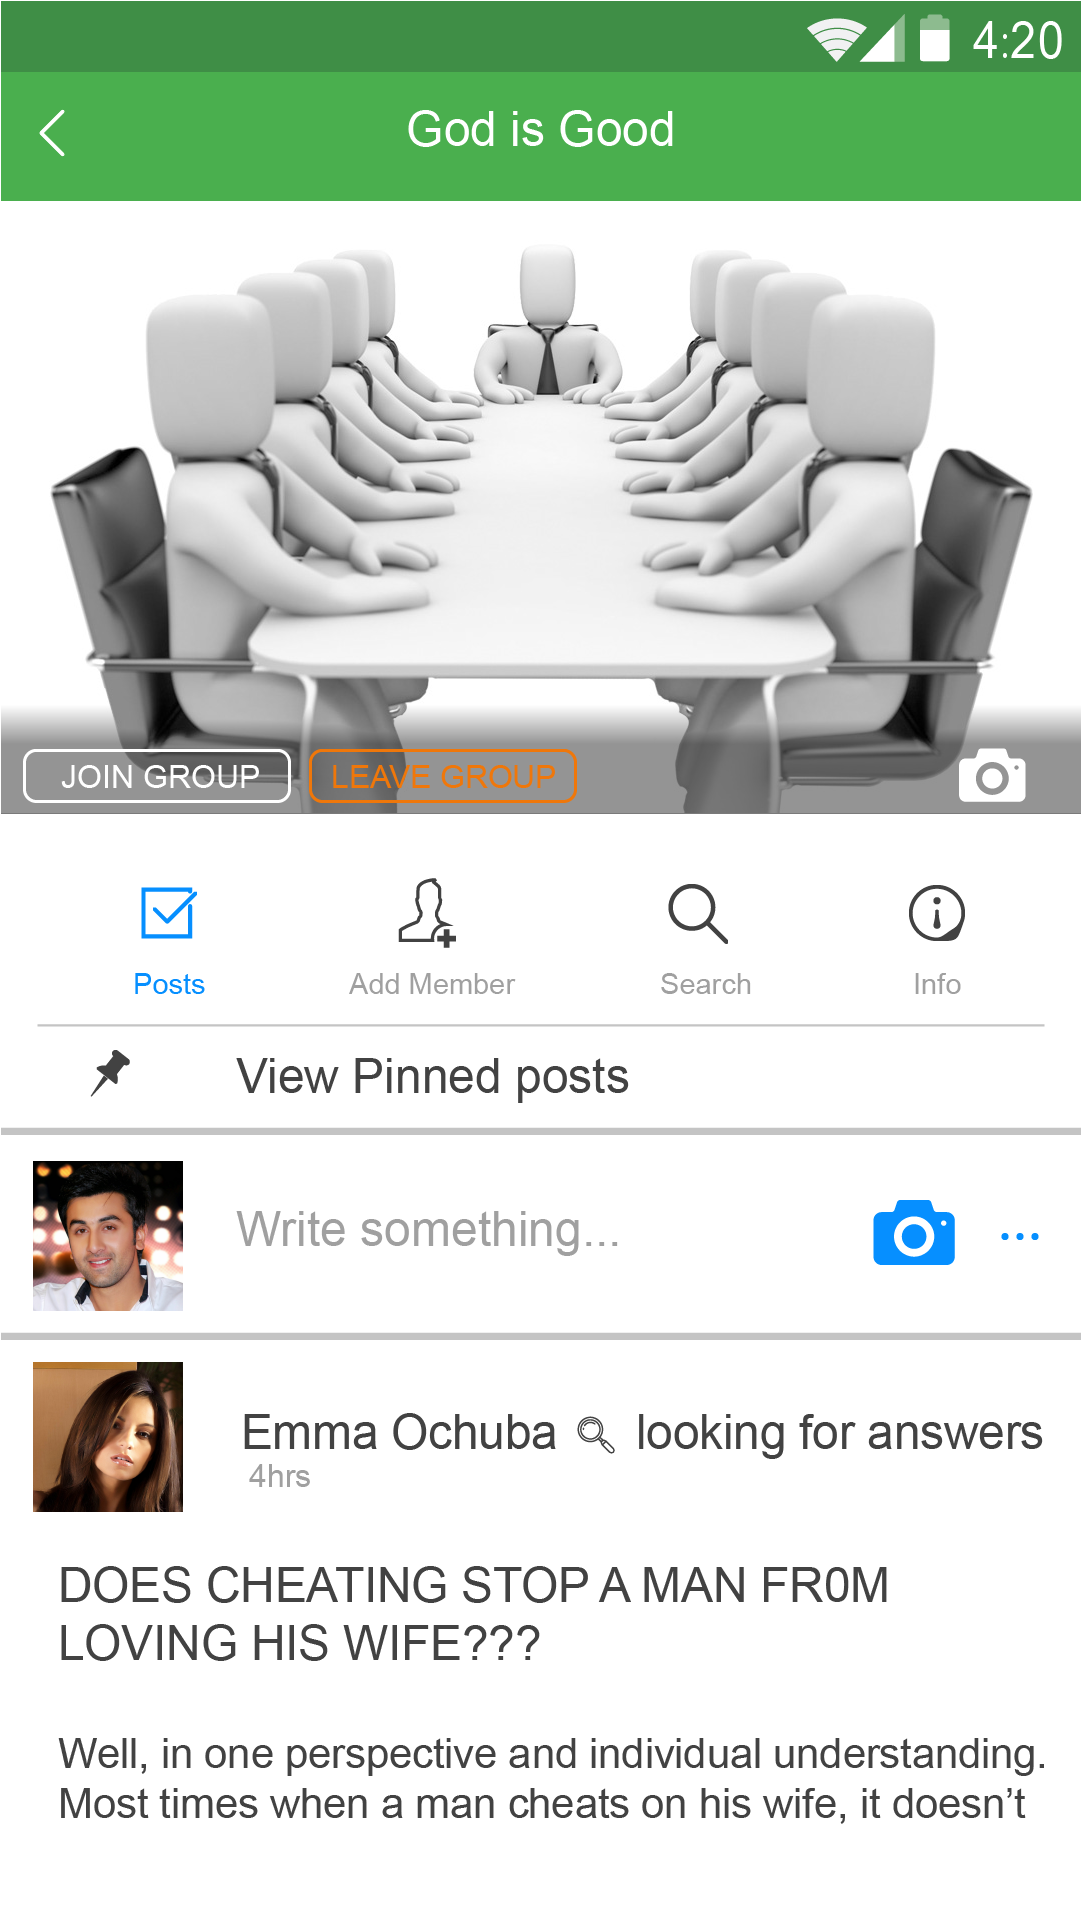 4:20
God is Good
JOIN GROUP LEAVE GROUP
Posts Add Member Search Info
View Pinned posts
Write something...
Emma Ochuba looking for answers
4hrs
DOES CHEATING STOP A MAN FR0M
LOVING HIS WIFE???
Well, in one perspective and individual understanding.
Most times when a man cheats on his wife, it doesn’t